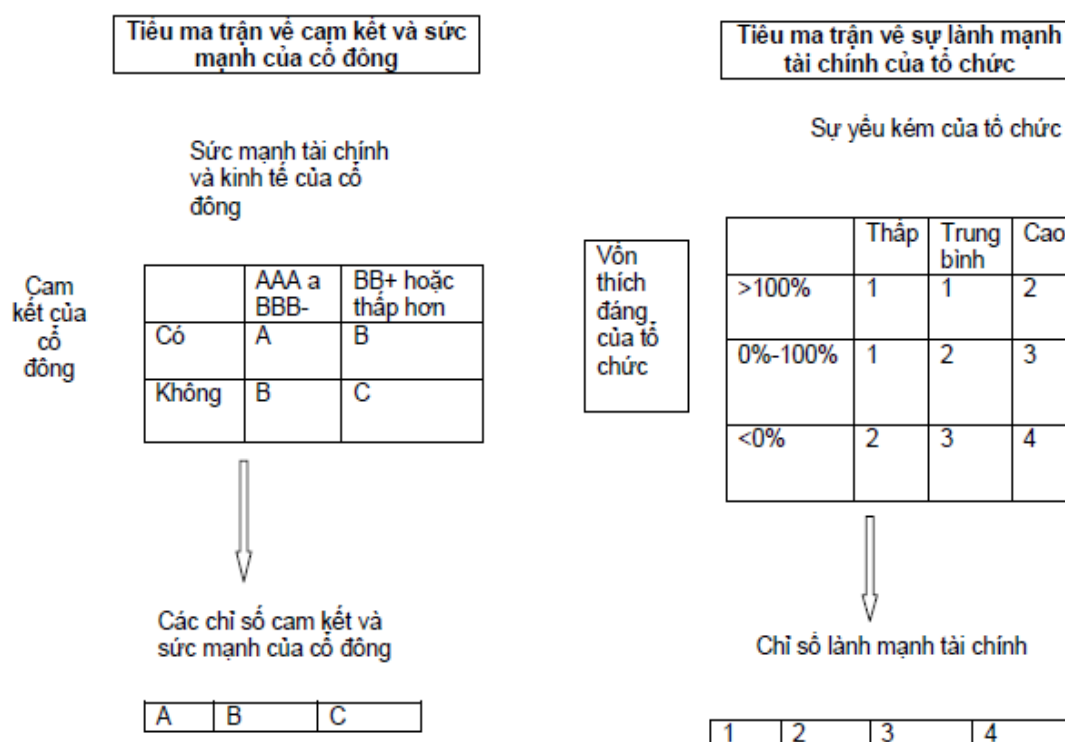 Tiểu ma trận về cam kết và sức
mạnh của cổ đông
Sức mạnh tài chính
và kinh tế của cổ
đông
Cam
kết của
cổ
đông
AAA a
BBB-
BB+ hoặc
thấp hơn
Có
A
B
Không
B
C
Các chỉ số cam kết và
sức mạnh của cổ đông
A
B
C
Tiểu ma trận về sự lành mạnh
tài chính của tổ chức
Sự yếu kém của tổ chức
Vốn
thích
đáng
của tổ
chức
Thấp
Trung
bình
Cao
>100%
1
1
2
0%-100%
1
2
3
<0%
2
3
4
Chỉ số lành mạnh tài chính
1
2
3
4